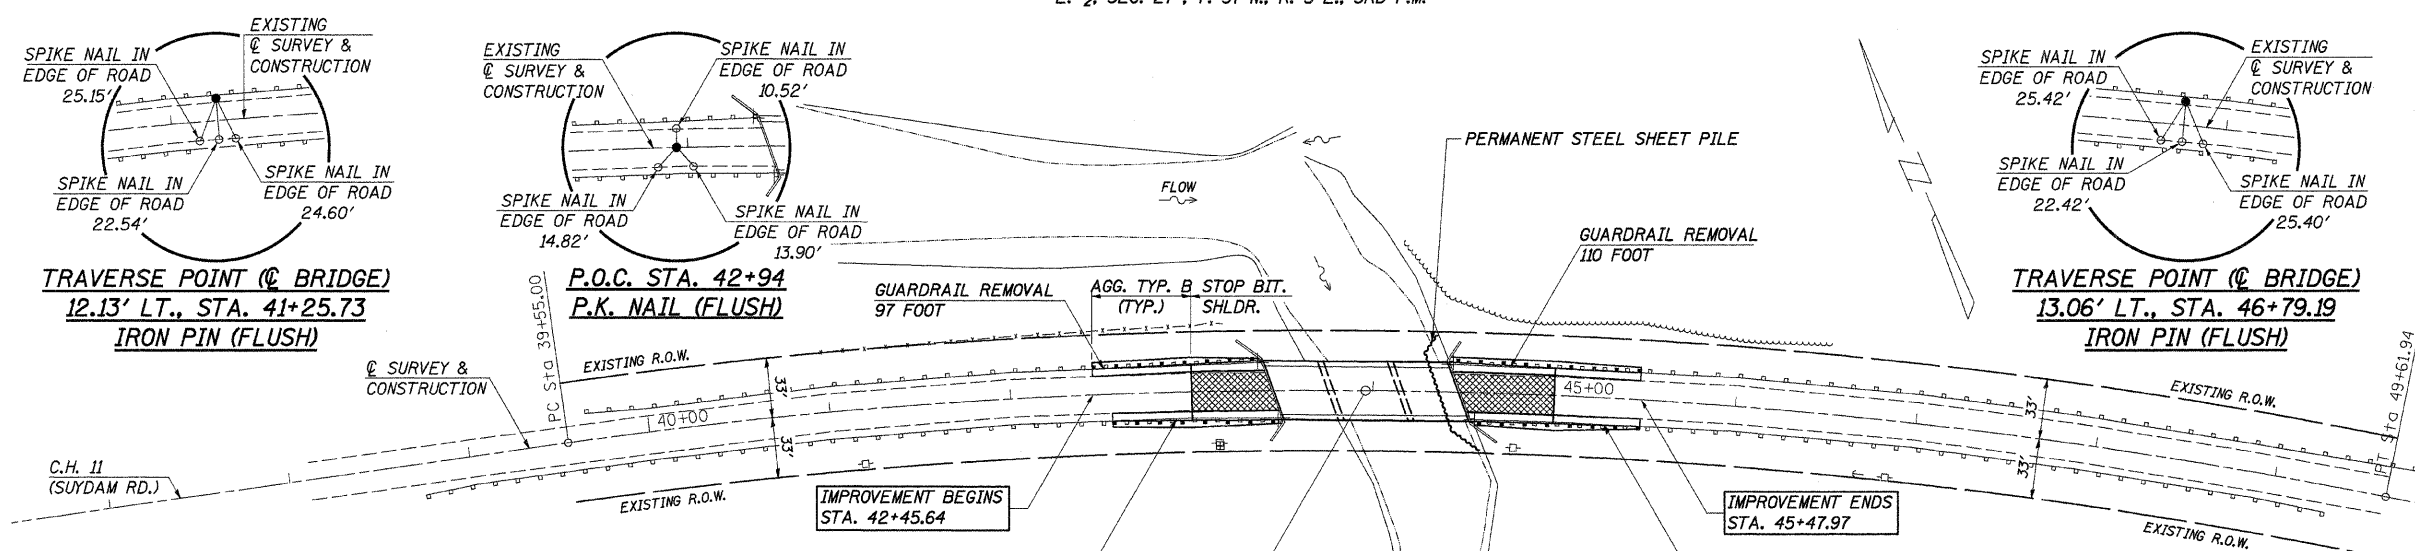 E. 2, SEC. 21, T. 37 N., R. 3 E., 3RD P.M.
SPIKE NAIL IN
EDGE OF ROAD
25.15'
EXISTING
℄ SURVEY &
CONSTRUCTION
SPIKE NAIL IN
EDGE OF ROAD
22.54'
SPIKE NAIL IN
EDGE OF ROAD
24.60'
TRAVERSE POINT (℄ BRIDGE)
12.13' LT., STA. 41+25.73
IRON PIN (FLUSH)
EXISTING
℄ SURVEY &
CONSTRUCTION
SPIKE NAIL IN
EDGE OF ROAD
10.52'
SPIKE NAIL IN
EDGE OF ROAD
14.82'
SPIKE NAIL IN
EDGE OF ROAD
13.90'
P.O.C. STA. 42+94
P.K. NAIL (FLUSH)
FLOW
PERMANENT STEEL SHEET PILE
GUARDRAIL REMOVAL
110 FOOT
SPIKE NAIL IN
EDGE OF ROAD
25.42'
EXISTING
℄ SURVEY &
CONSTRUCTION
SPIKE NAIL IN
EDGE OF ROAD
22.42'
SPIKE NAIL IN
EDGE OF ROAD
25.40'
TRAVERSE POINT (℄ BRIDGE)
13.06' LT., STA. 46+79.19
IRON PIN (FLUSH)
GUARDRAIL REMOVAL
97 FOOT
AGG. TYP. B
(TYP.)
STOP BIT.
SHLDR.
PC Sta 39+55.00
℄ SURVEY &
CONSTRUCTION
EXISTING R.O.W.
33'
33'
40+00
45+00
C.H. 11
(SUYDAM RD.)
EXISTING R.O.W.
IMPROVEMENT BEGINS
STA. 42+45.64
IMPROVEMENT ENDS
STA. 45+47.97
EXISTING R.O.W.
33'
33'
PT Sta 49+61.94
EXISTING R.O.W.